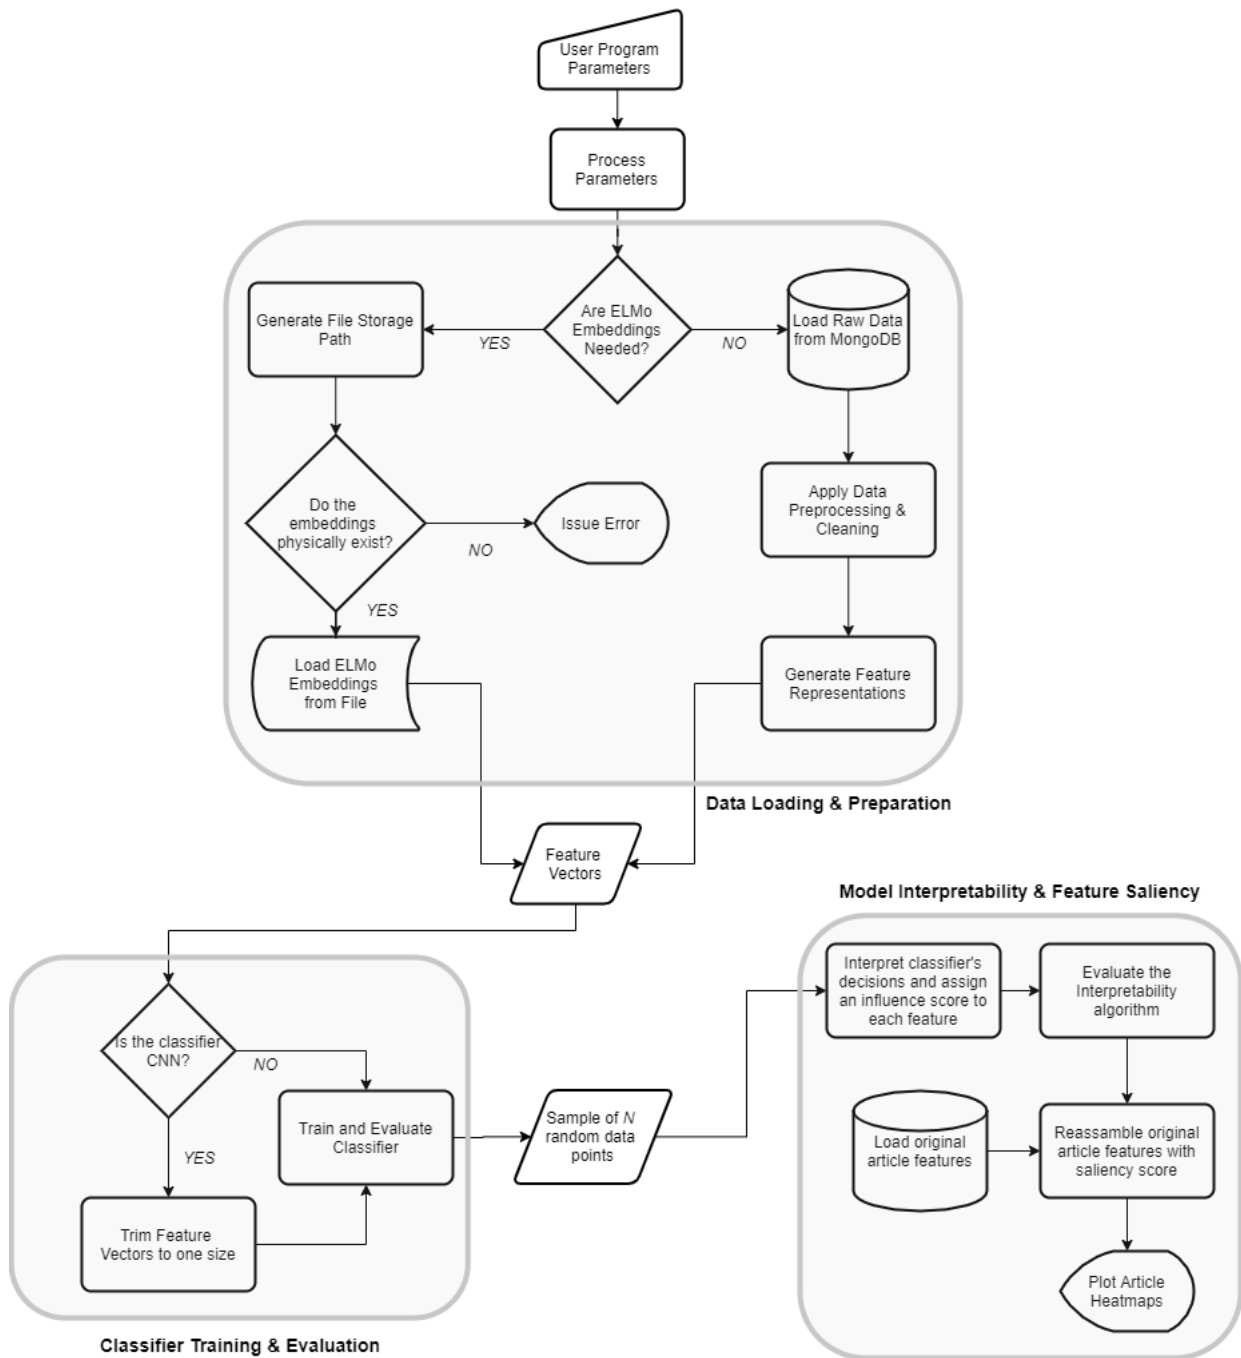 User Program
Parameters
Process
Parameters
Are ELMo
Embeddings
Needed?
YES
NO
Generate File Storage
Path
Load Raw Data
from MongoDB
Do the
embeddings
physically exist?
NO
YES
Issue Error
Apply Data
Preprocessing &
Cleaning
Load ELMo
Embeddings
from File
Generate Feature
Representations
Data Loading & Preparation
Feature
Vectors
Is the classifier
CNN?
NO
YES
Train and Evaluate
Classifier
Trim Feature
Vectors to one size
Classifier Training & Evaluation
Sample of N
random data
points
Model Interpretability & Feature Saliency
Interpret classifier's
decisions and assign
an influence score to
each feature
Evaluate the
Interpretability
algorithm
Load original
article features
Reassamble original
article features with
saliency score
Plot Article
Heatmaps